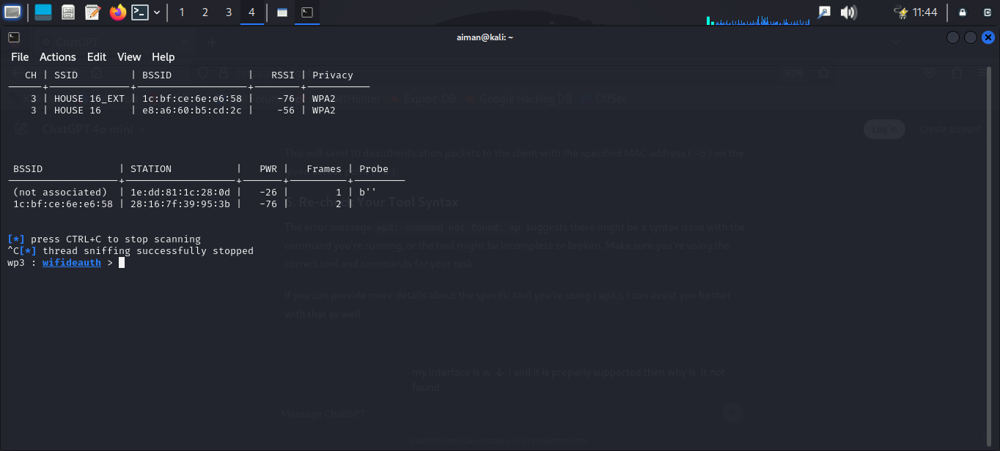 1 2 3 4 11:44
aiman@kali: ~
ChatGPT
File Actions Edit View Help
CH | SSID | BSSID | RSSI | Privacy
90%
3 | HOUSE 16_EXT | 1c:bf:ce:6e:e6:58 | -76 | WPA2
Exploit-DB Google Hacking DB OffSec
3 | HOUSE 16 | e8:a6:60:b5:cd:2c | -56 | WPA2
ChatGPT 4o mini Log in Create account
This will send 10 deauthentication packets to the client with the specified MAC address ( -c ) on the
BSSID | STATION | PWR | Frames | Probe
(not associated) | 1e:dd:81:1c:28:0d | -26 | 1 | b''
1c:bf:ce:6e:e6:58 | 28:16:7f:39:95:3b | -76 | 2 |
5. Re-check Your Tool Syntax
The error message wp3: command not found: ap suggests there might be a syntax issue with the
[*] press CTRL+C to stop scanning
command you're running, or the tool might be incomplete or broken. Make sure you're using the
^C[*] thread sniffing successfully stopped
correct tool and commands for your task.
wp3 : wifideauth >
If you can provide more details about the specific tool you're using ( wp3 ), I can assist you further
with that as well.
my interface is w and it is properly supported then why is it not
found
Message ChatGPT